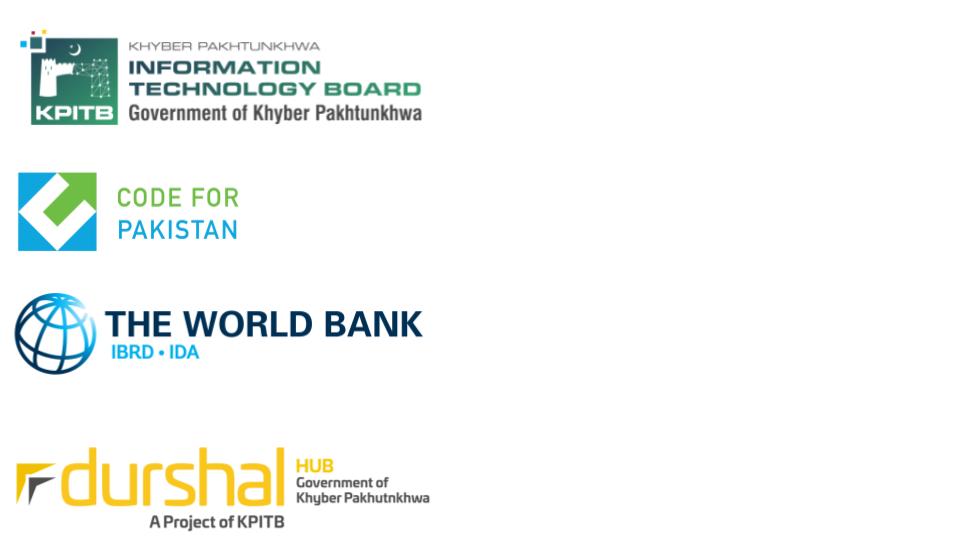 KHYBER PAKHTUNKHWA
INFORMATION
TECHNOLOGY BOARD
KPITB
Government of Khyber Pakhtunkhwa
CODE FOR
PAKISTAN
THE WORLD BANK
IBRD • IDA
durshal
HUB
Government of
Khyber Pakhutnkhwa
A Project of KPITB